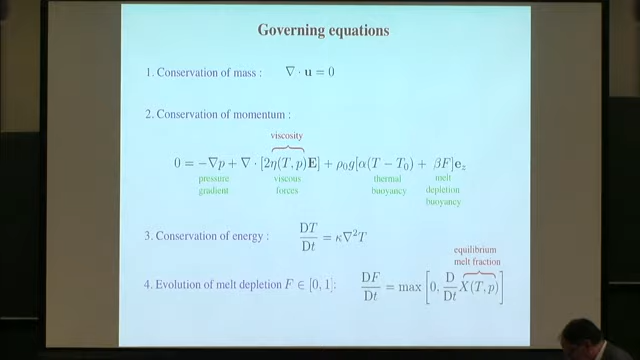 Governing equations
1. Conservation of mass : ∇ · u = 0
2. Conservation of momentum :
viscosity
0 = −∇p + ∇ · [2η(T, p)E] + ρ₀g[α(T − T₀) + βF]e_z
pressure gradient
viscous forces
thermal buoyancy
melt depletion buoyancy
3. Conservation of energy : DT/Dt = κ∇²T
equilibrium
melt fraction
4. Evolution of melt depletion F ∈ [0, 1]: DF/Dt = max[0, D/Dt X(T, p)]